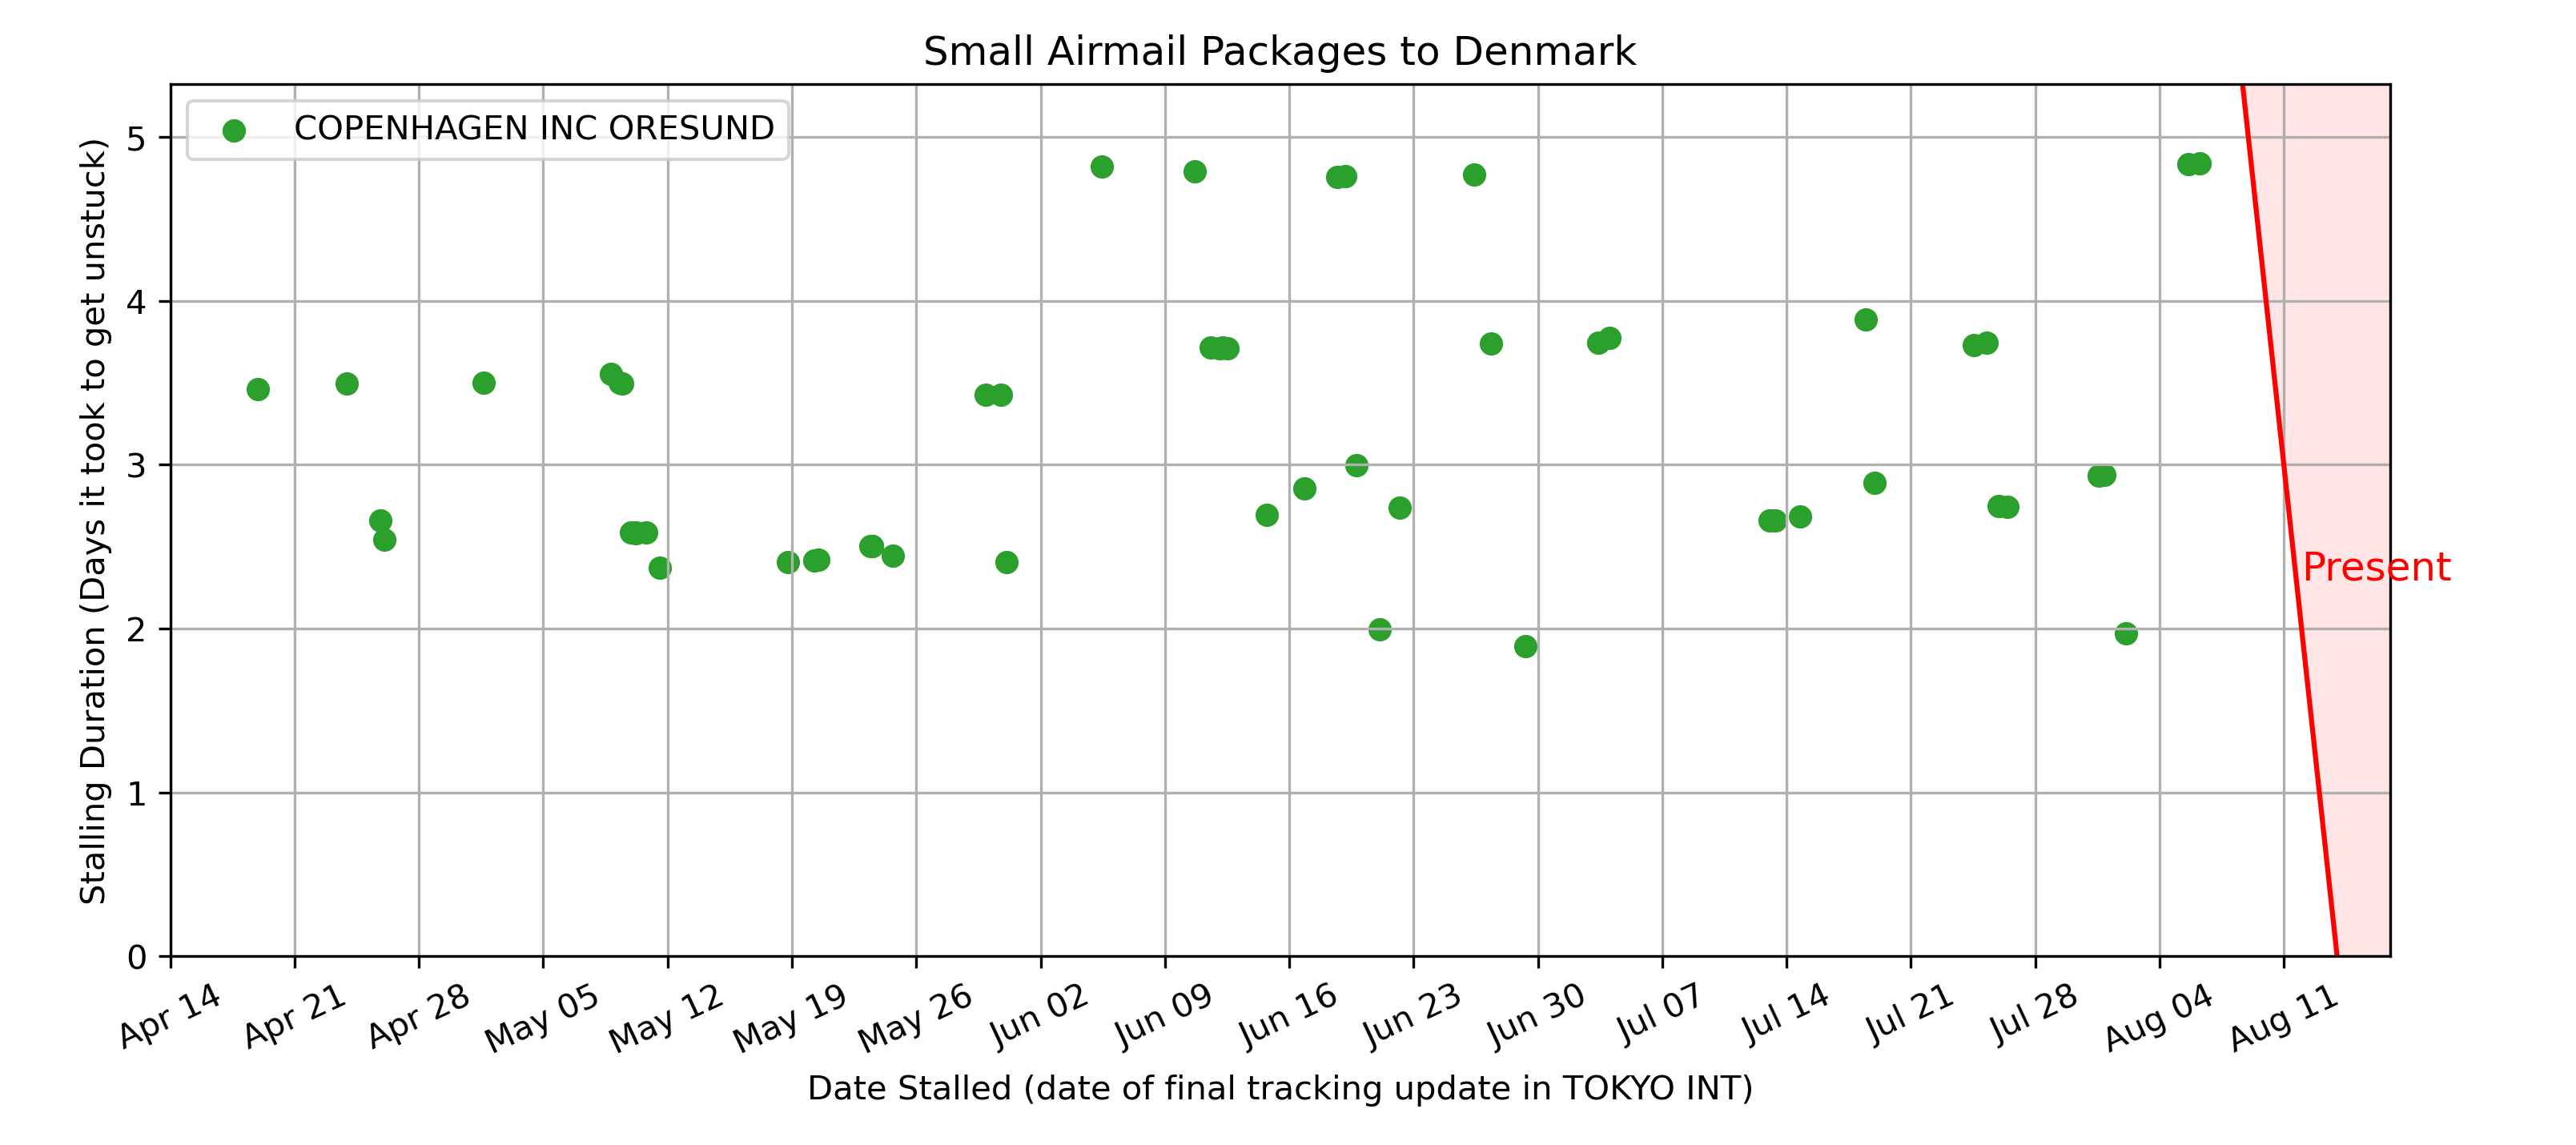 Small Airmail Packages to Denmark
COPENHAGEN INC ORESUND
Stalling Duration (Days it took to get unstuck)
5
4
3
2
1
0
Present
Apr 14
Apr 21
Apr 28
May 05
May 12
May 19
May 26
Jun 02
Jun 09
Jun 16
Jun 23
Jun 30
Jul 07
Jul 14
Jul 21
Jul 28
Aug 04
Aug 11
Date Stalled (date of final tracking update in TOKYO INT)